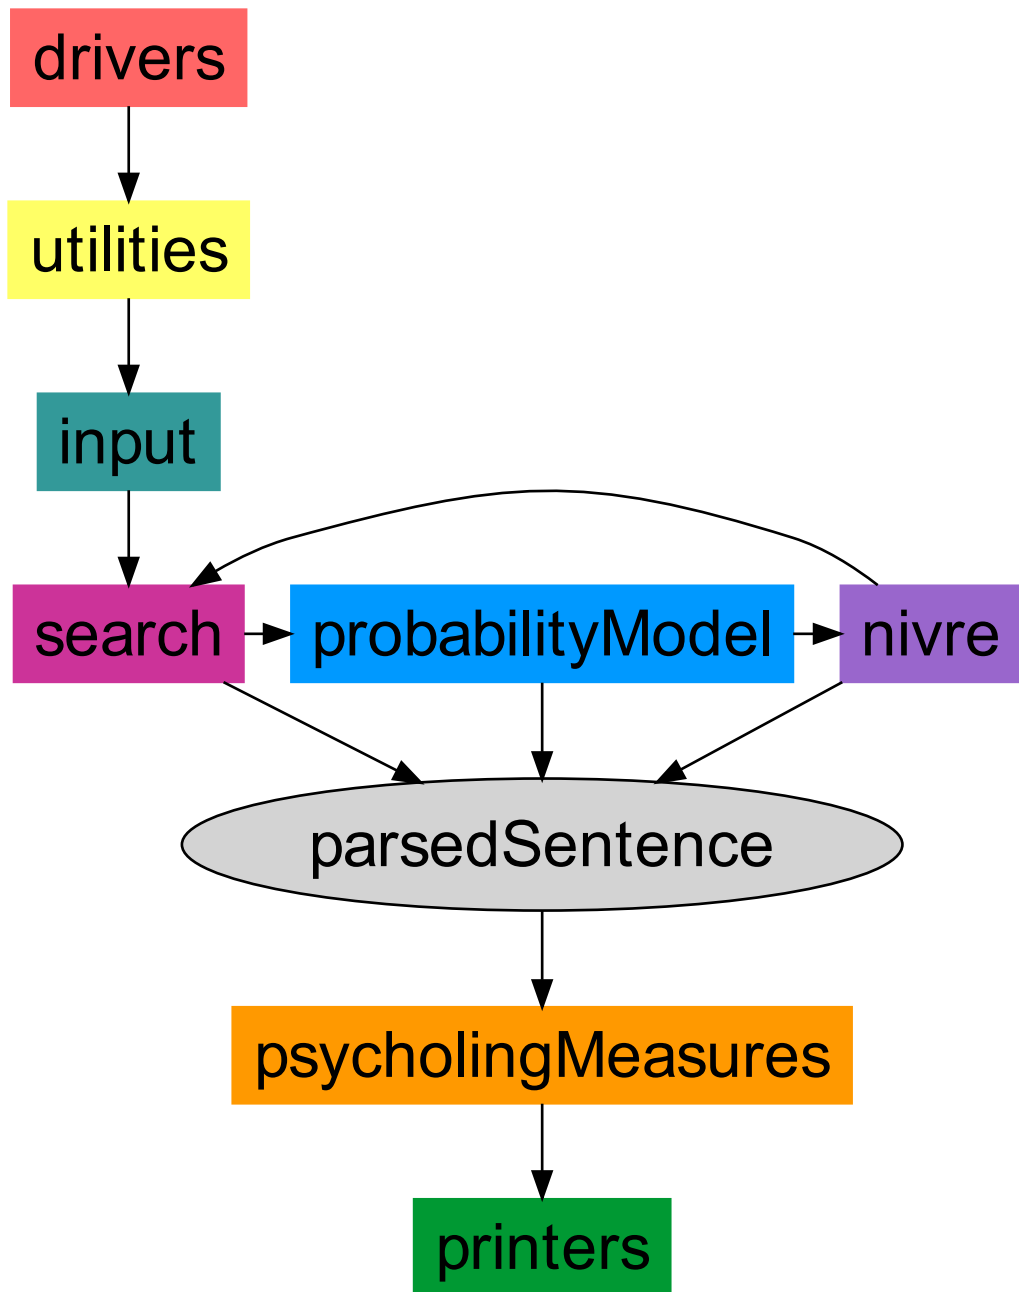 drivers
utilities
input
search
probabilityModel
nivre
parsedSentence
psycholingMeasures
printers